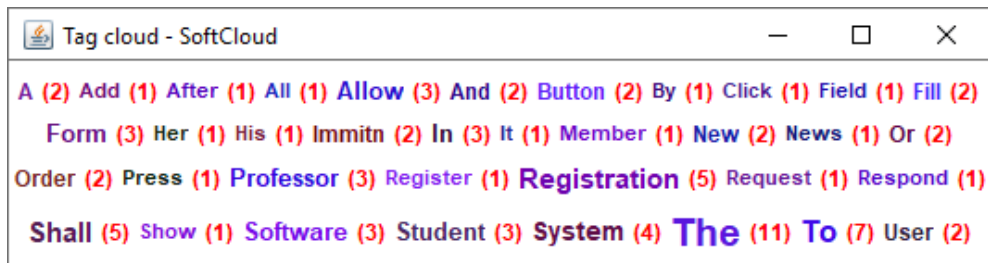 Tag cloud - SoftCloud
A (2) Add (1) After (1) All (1) Allow (3) And (2) Button (2) By (1) Click (1) Field (1) Fill (2)
Form (3) Her (1) His (1) Immitn (2) In (3) It (1) Member (1) New (2) News (1) Or (2)
Order (2) Press (1) Professor (3) Register (1) Registration (5) Request (1) Respond (1)
Shall (5) Show (1) Software (3) Student (3) System (4) The (11) To (7) User (2)